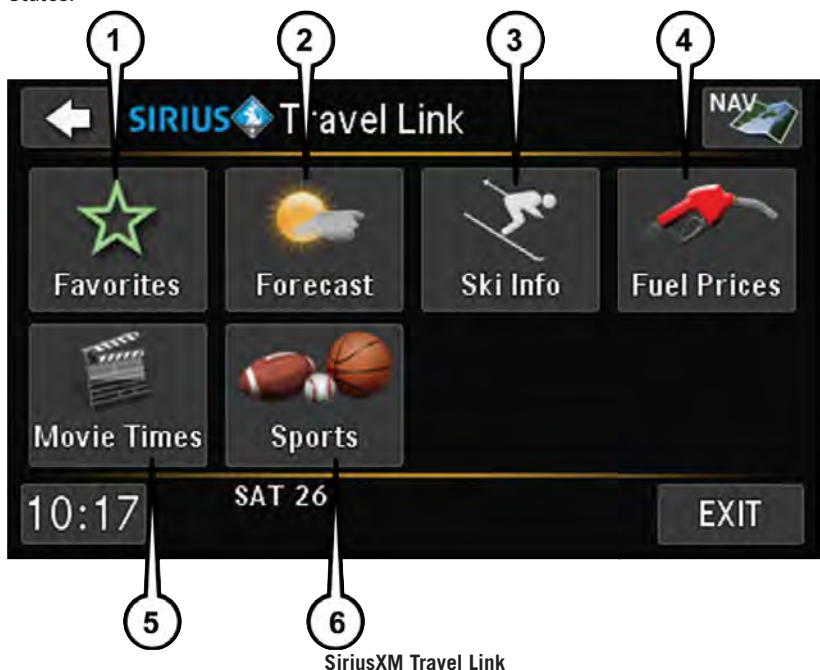 States.
1 2 3 4
SIRIUS Travel Link NAV
Favorites Forecast Ski Info Fuel Prices
Movie Times Sports
10:17 SAT 26 EXIT
5 6
SiriusXM Travel Link